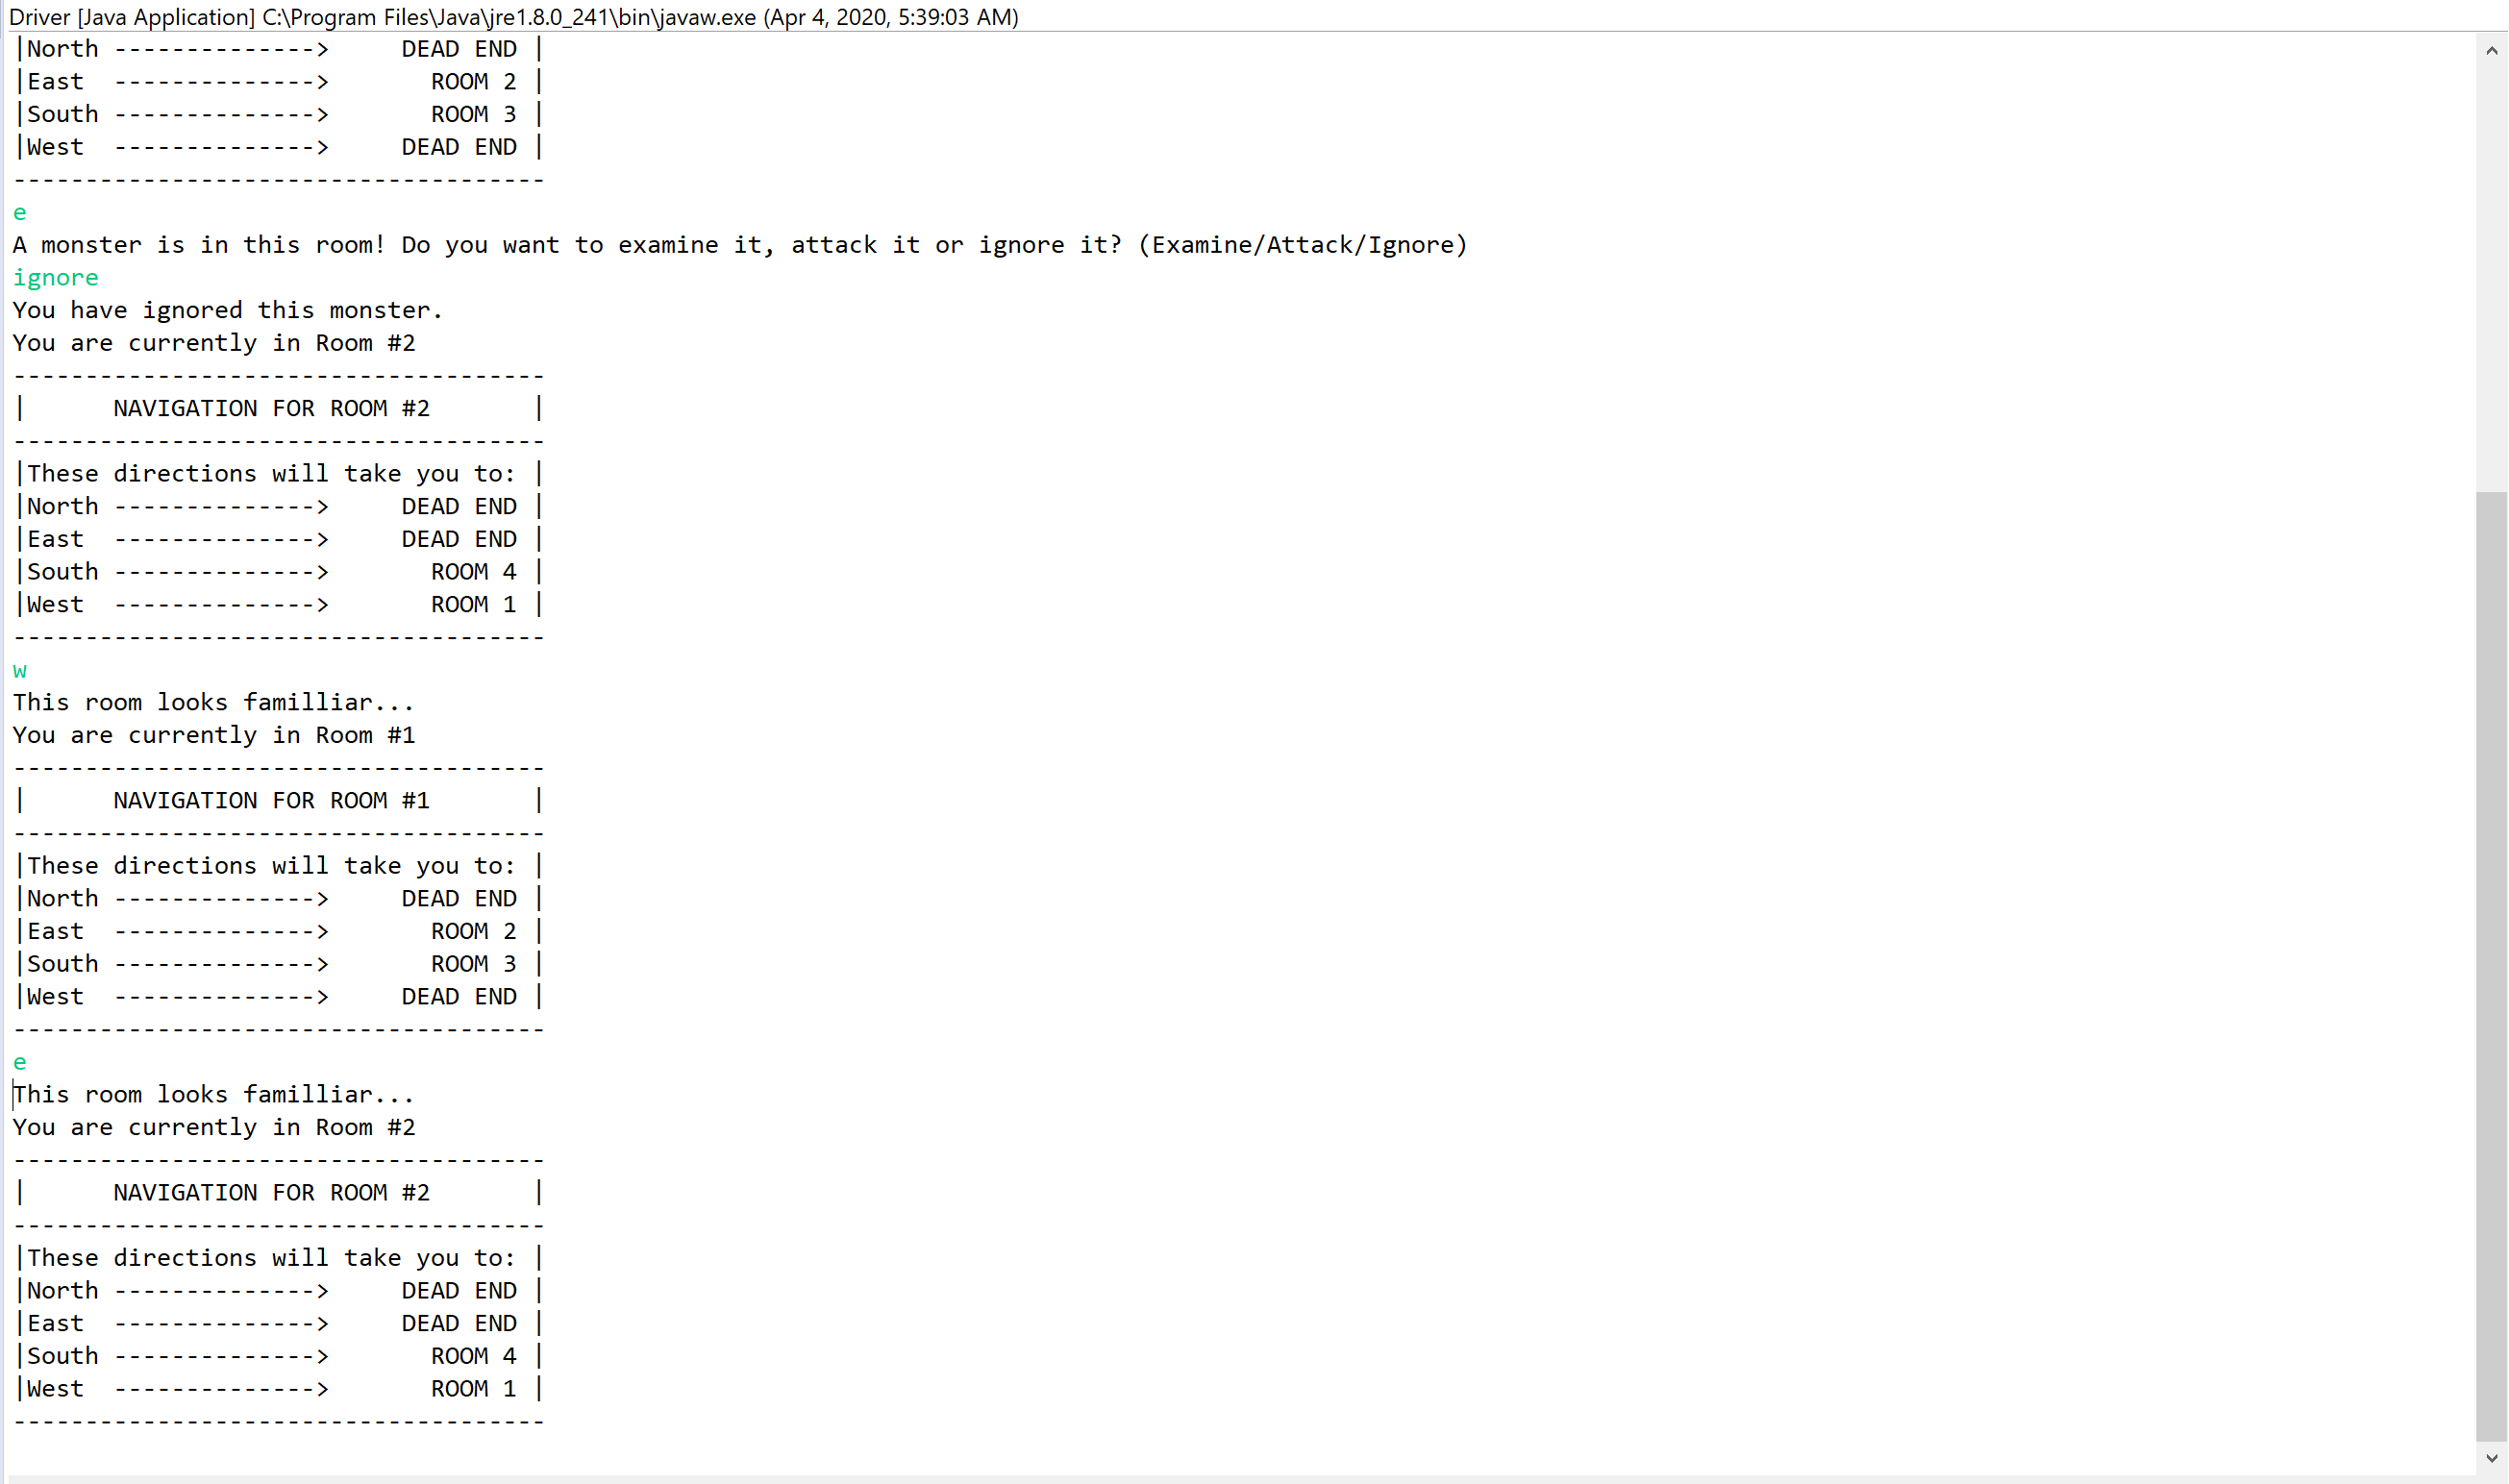 Driver [Java Application] C:\Program Files\Java\jre1.8.0_241\bin\javaw.exe (Apr 4, 2020, 5:39:03 AM)
|North -------------->     DEAD END |
|East  -------------->       ROOM 2 |
|South -------------->       ROOM 3 |
|West  -------------->     DEAD END |
-------------------------------------
e
A monster is in this room! Do you want to examine it, attack it or ignore it? (Examine/Attack/Ignore)
ignore
You have ignored this monster.
You are currently in Room #2
-------------------------------------
|      NAVIGATION FOR ROOM #2       |
-------------------------------------
|These directions will take you to: |
|North -------------->     DEAD END |
|East  -------------->     DEAD END |
|South -------------->       ROOM 4 |
|West  -------------->       ROOM 1 |
-------------------------------------
w
This room looks familliar...
You are currently in Room #1
-------------------------------------
|      NAVIGATION FOR ROOM #1       |
-------------------------------------
|These directions will take you to: |
|North -------------->     DEAD END |
|East  -------------->       ROOM 2 |
|South -------------->       ROOM 3 |
|West  -------------->     DEAD END |
-------------------------------------
e
This room looks familliar...
You are currently in Room #2
-------------------------------------
|      NAVIGATION FOR ROOM #2       |
-------------------------------------
|These directions will take you to: |
|North -------------->     DEAD END |
|East  -------------->     DEAD END |
|South -------------->       ROOM 4 |
|West  -------------->       ROOM 1 |
-------------------------------------